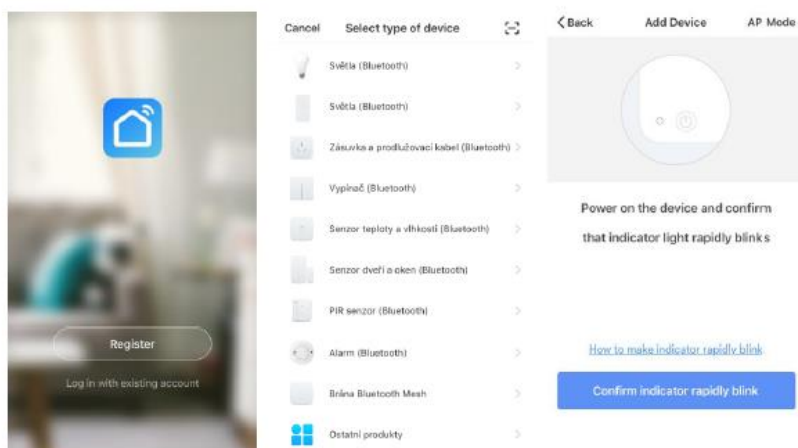 Register
Log in with existing account
Cancel
Select type of device
Světla (Bluetooth)
Světla (Bluetooth)
Zásuvka a prodlužovací kabel (Bluetooth)
Vypínač (Bluetooth)
Senzor teploty a vlhkosti (Bluetooth)
Senzor dveří a oken (Bluetooth)
PIR senzor (Bluetooth)
Alarm (Bluetooth)
Brána Bluetooth Mesh
Ostatní produkty
Back
Add Device
AP Mode
Power on the device and confirm
that indicator light rapidly blinks
How to make indicator rapidly blink
Confirm indicator rapidly blink